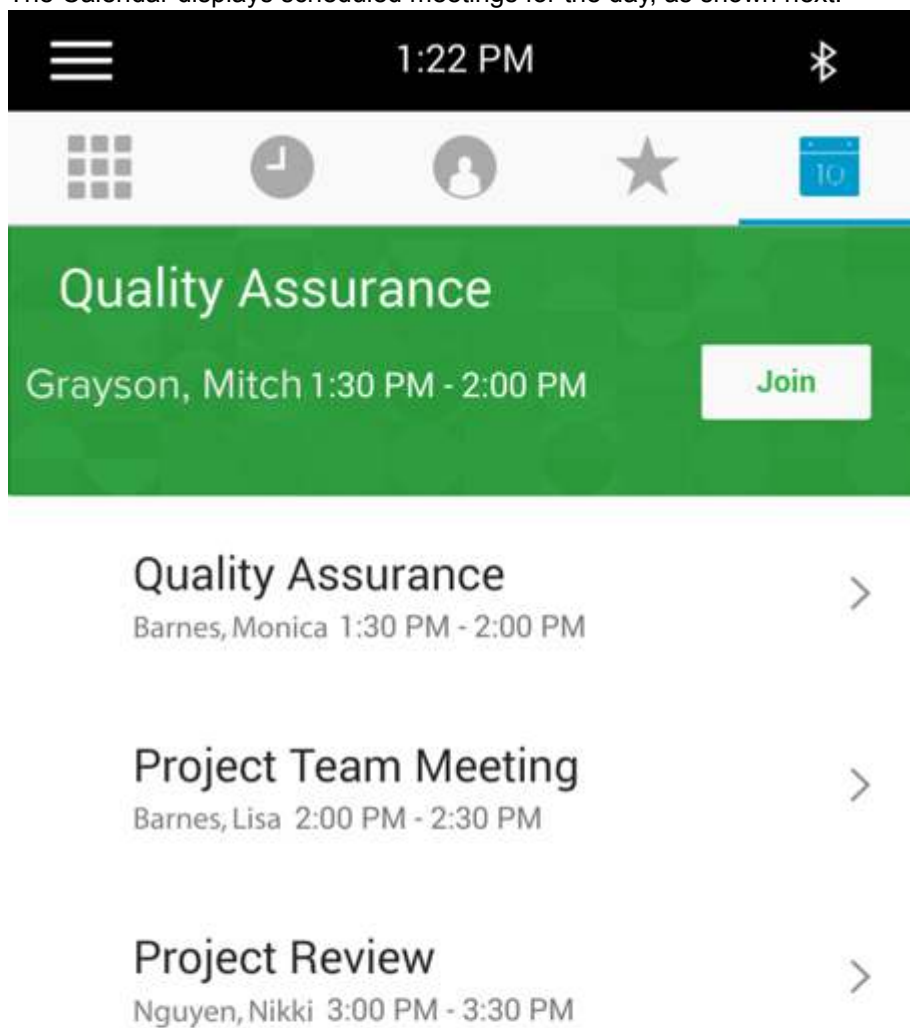 The Calendar displays scheduled meetings for the day, as shown next.
1:22 PM
10
Quality Assurance
Grayson, Mitch 1:30 PM - 2:00 PM
Join
Quality Assurance
Barnes, Monica 1:30 PM - 2:00 PM
Project Team Meeting
Barnes, Lisa 2:00 PM - 2:30 PM
Project Review
Nguyen, Nikki 3:00 PM - 3:30 PM